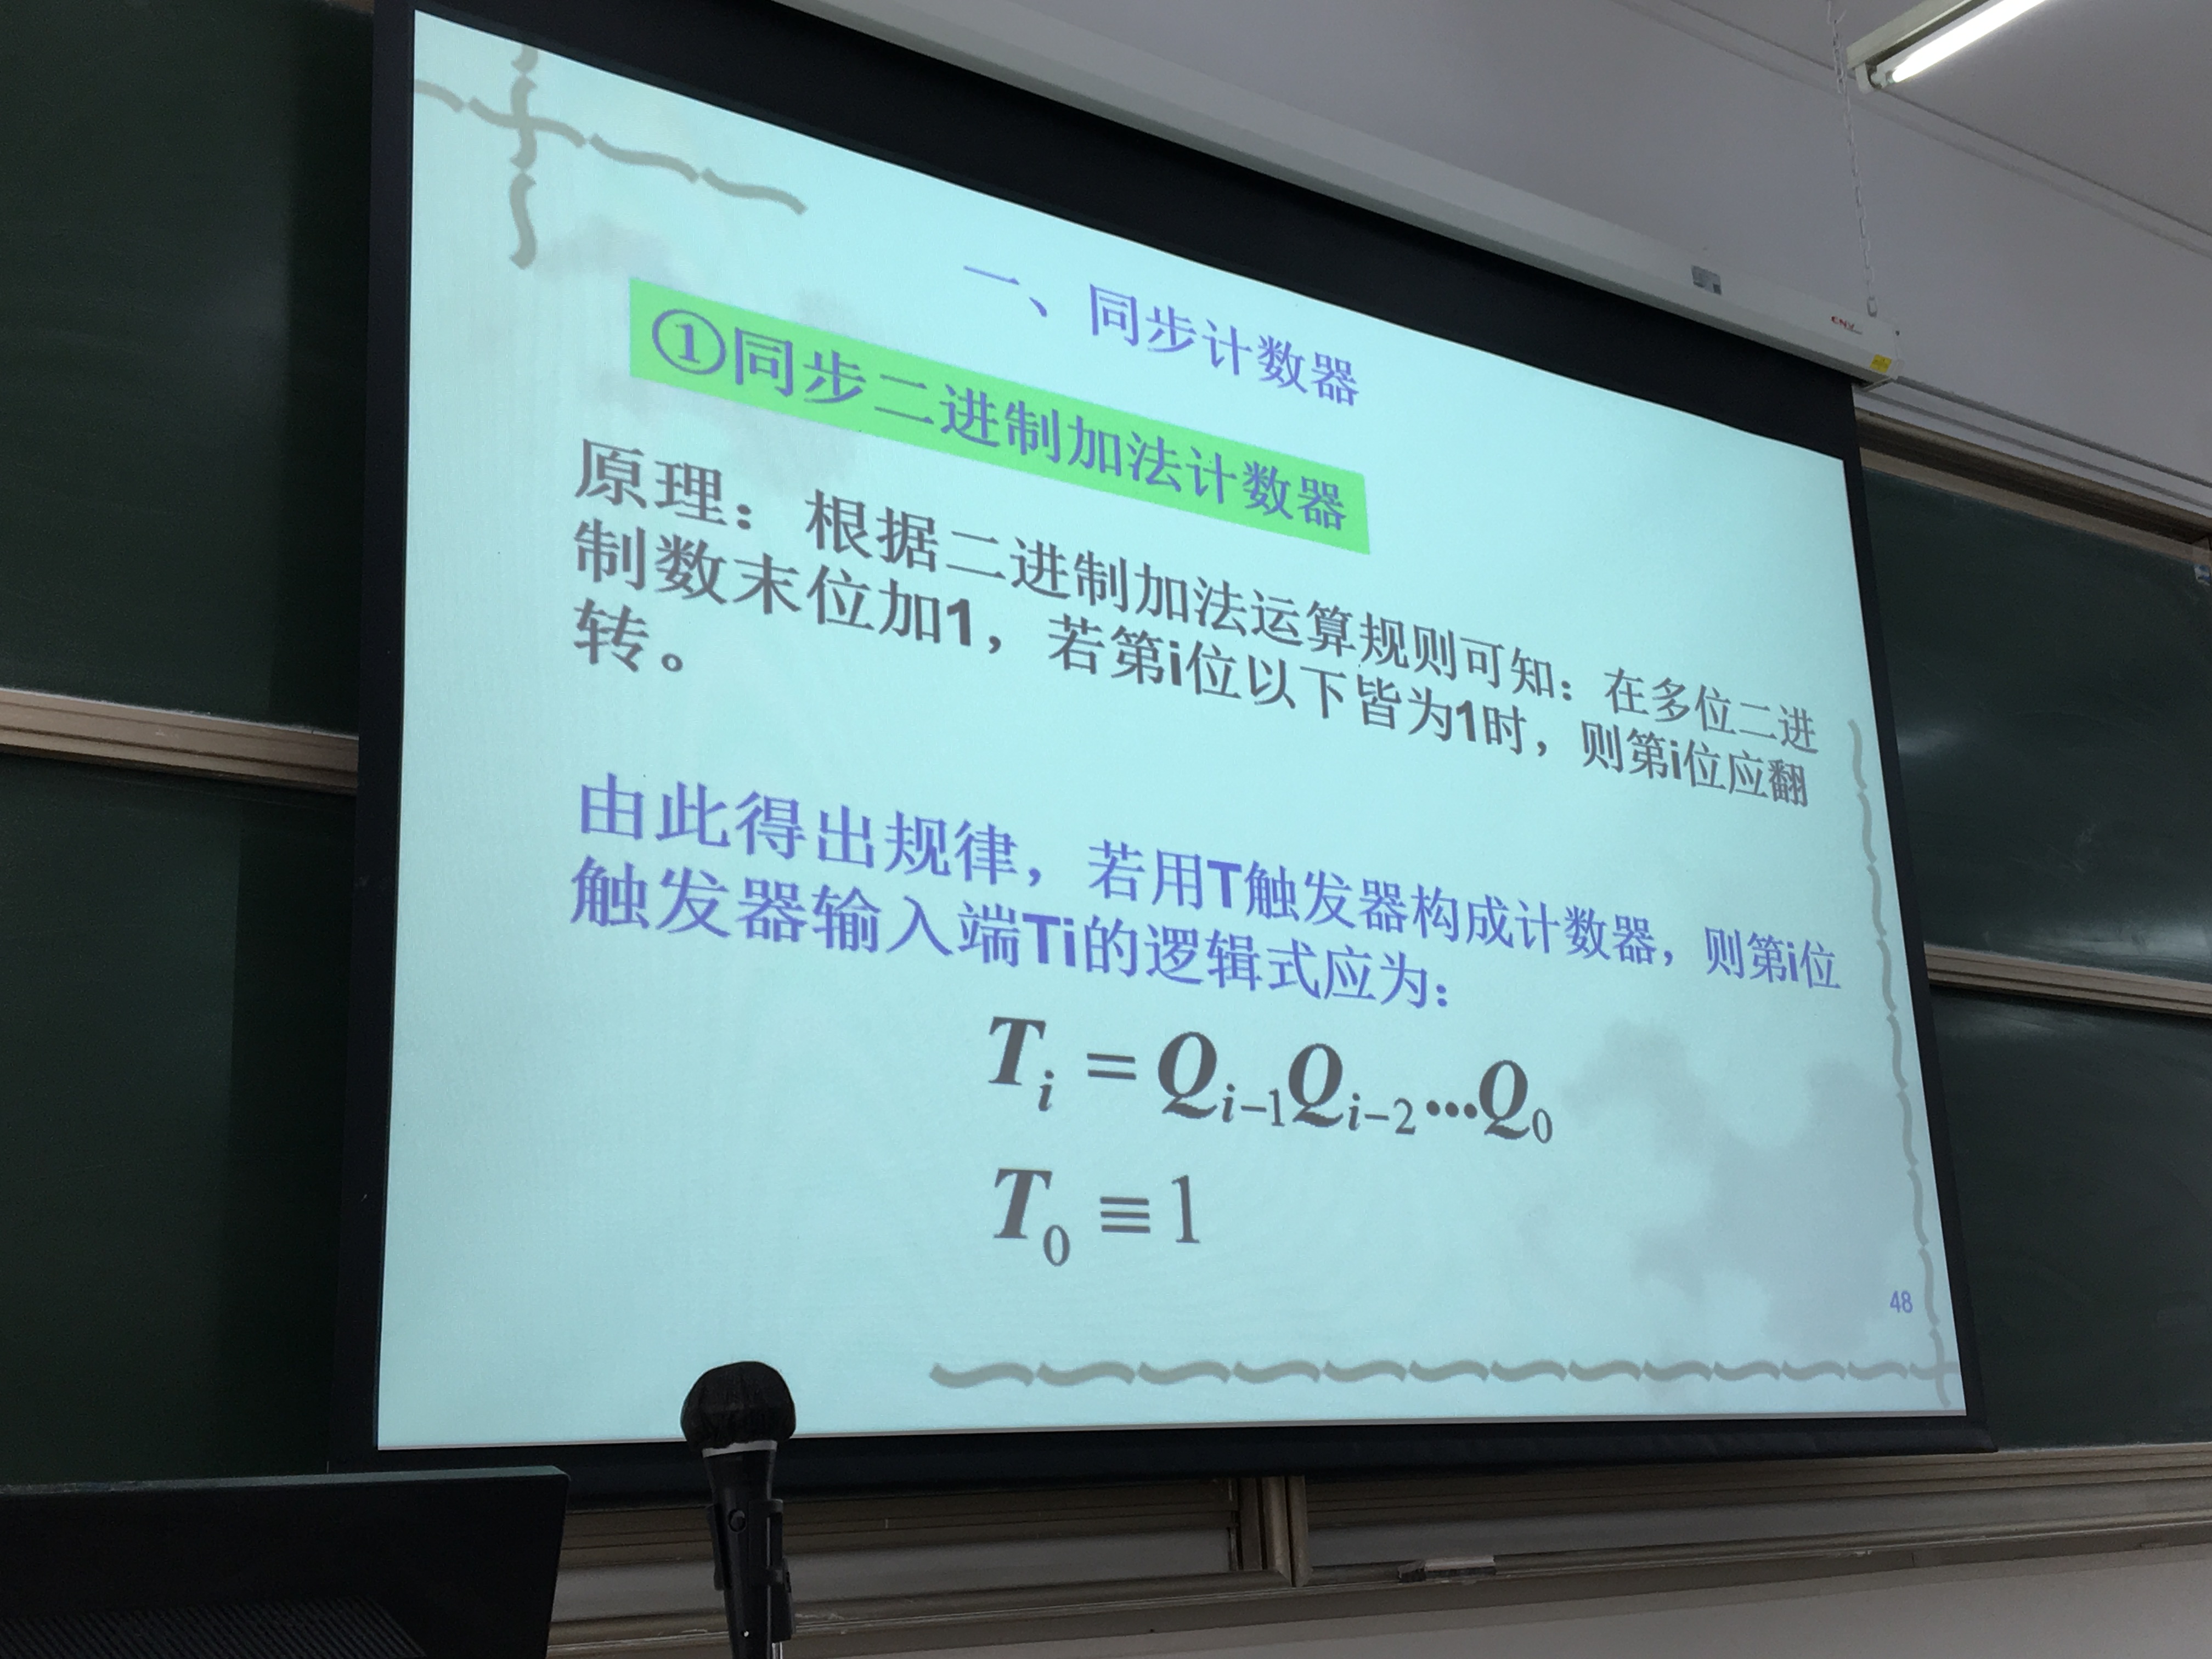 一、同步计数器
①同步二进制加法计数器
原理：根据二进制加法运算规则可知：在多位二进
制数末位加1，若第i位以下皆为1时，则第i位应翻
转。
由此得出规律，若用T触发器构成计数器，则第i位
触发器输入端Ti的逻辑式应为：
T_i = Q_{i-1}Q_{i-2}…Q_0
T_0 ≡ 1
48